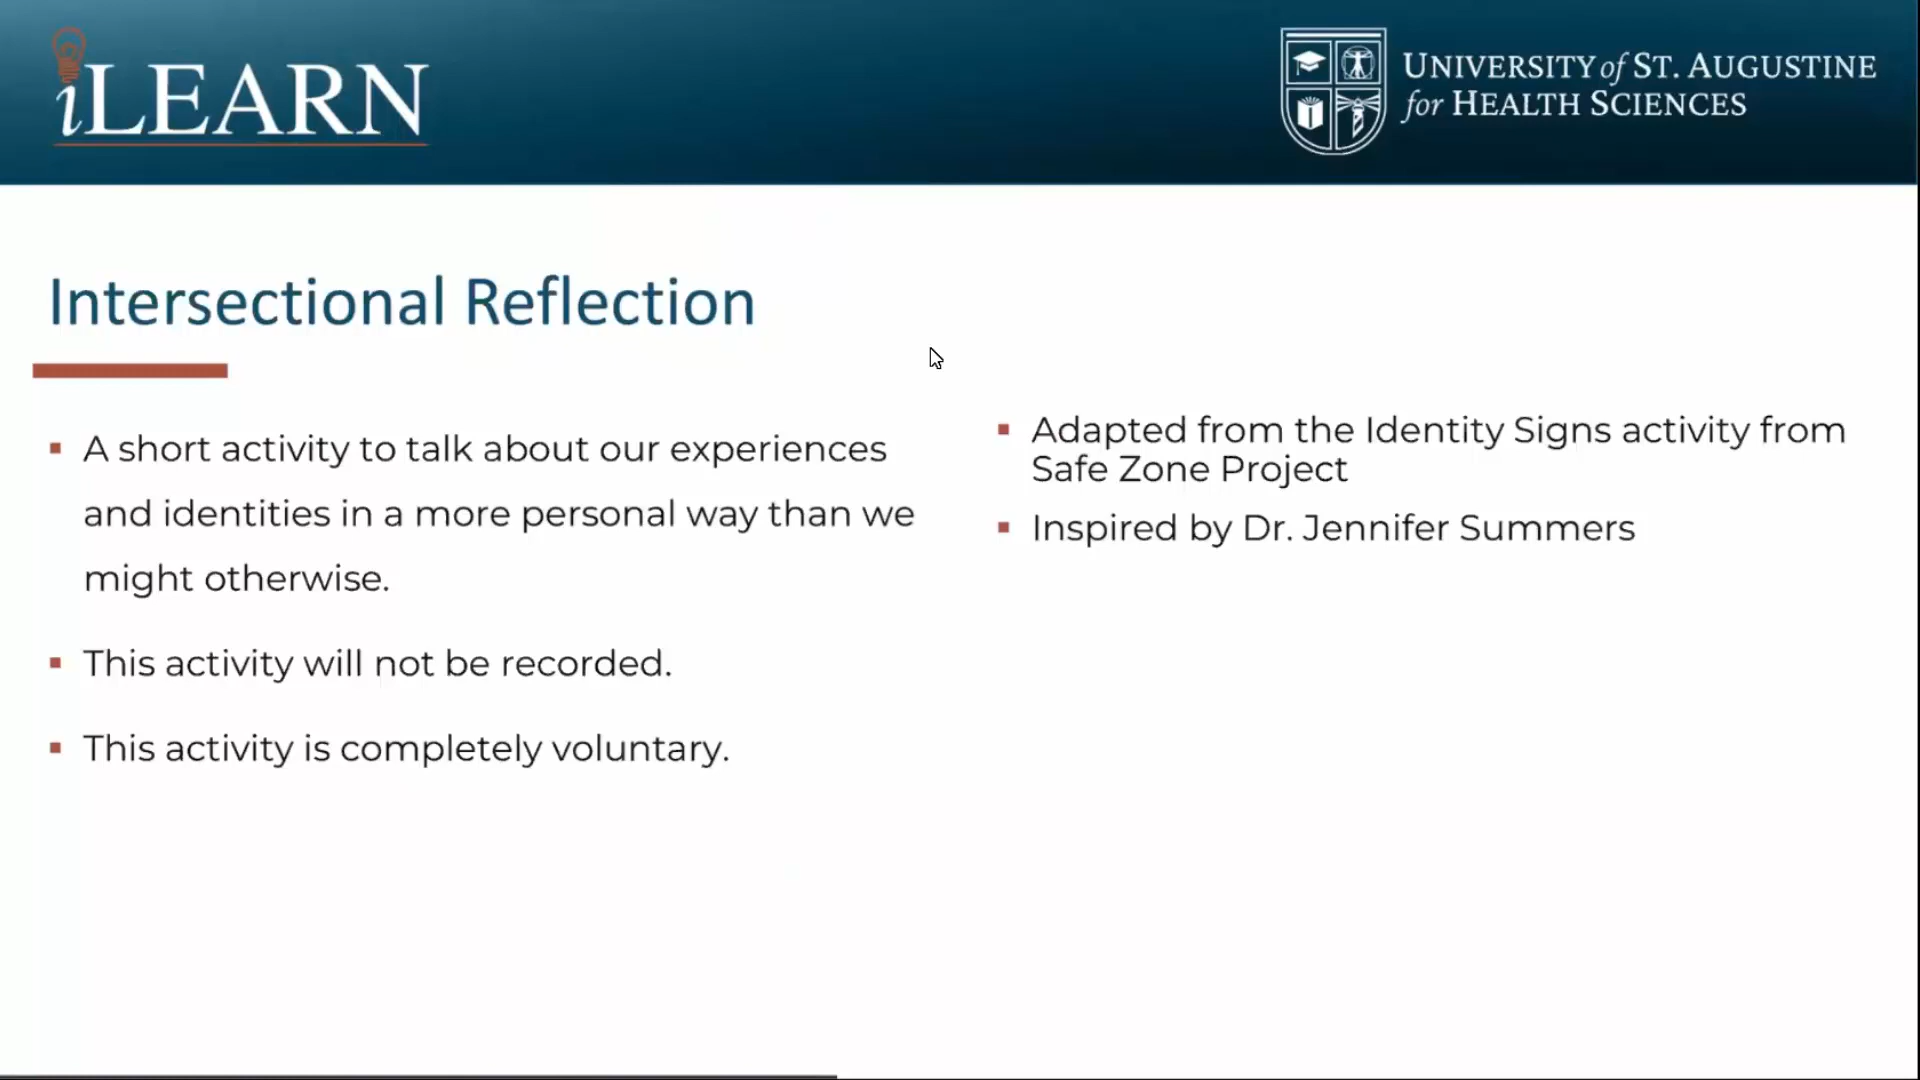 iLEARN
UNIVERSITY of ST. AUGUSTINE
for HEALTH SCIENCES
Intersectional Reflection
▪ A short activity to talk about our experiences
and identities in a more personal way than we
might otherwise.
▪ This activity will not be recorded.
▪ This activity is completely voluntary.
▪ Adapted from the Identity Signs activity from
Safe Zone Project
▪ Inspired by Dr. Jennifer Summers